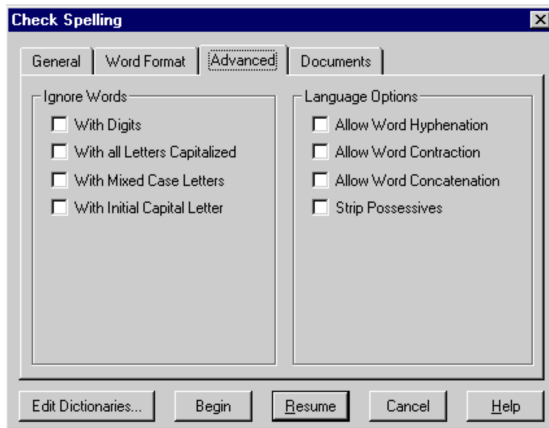 Check Spelling
General Word Format Advanced Documents
Ignore Words
With Digits
With all Letters Capitalized
With Mixed Case Letters
With Initial Capital Letter
Language Options
Allow Word Hyphenation
Allow Word Contraction
Allow Word Concatenation
Strip Possessives
Edit Dictionaries... Begin Resume Cancel Help